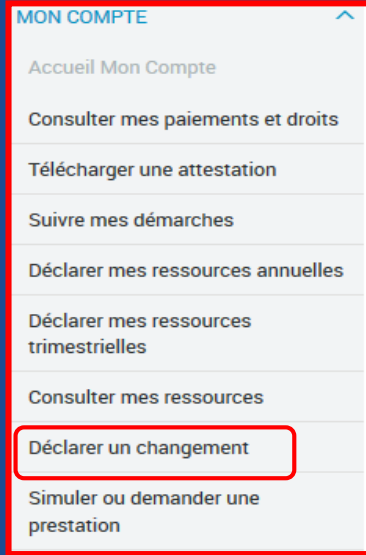 MON COMPTE
Accueil Mon Compte
Consulter mes paiements et droits
Télécharger une attestation
Suivre mes démarches
Déclarer mes ressources annuelles
Déclarer mes ressources
trimestrielles
Consulter mes ressources
Déclarer un changement
Simuler ou demander une
prestation